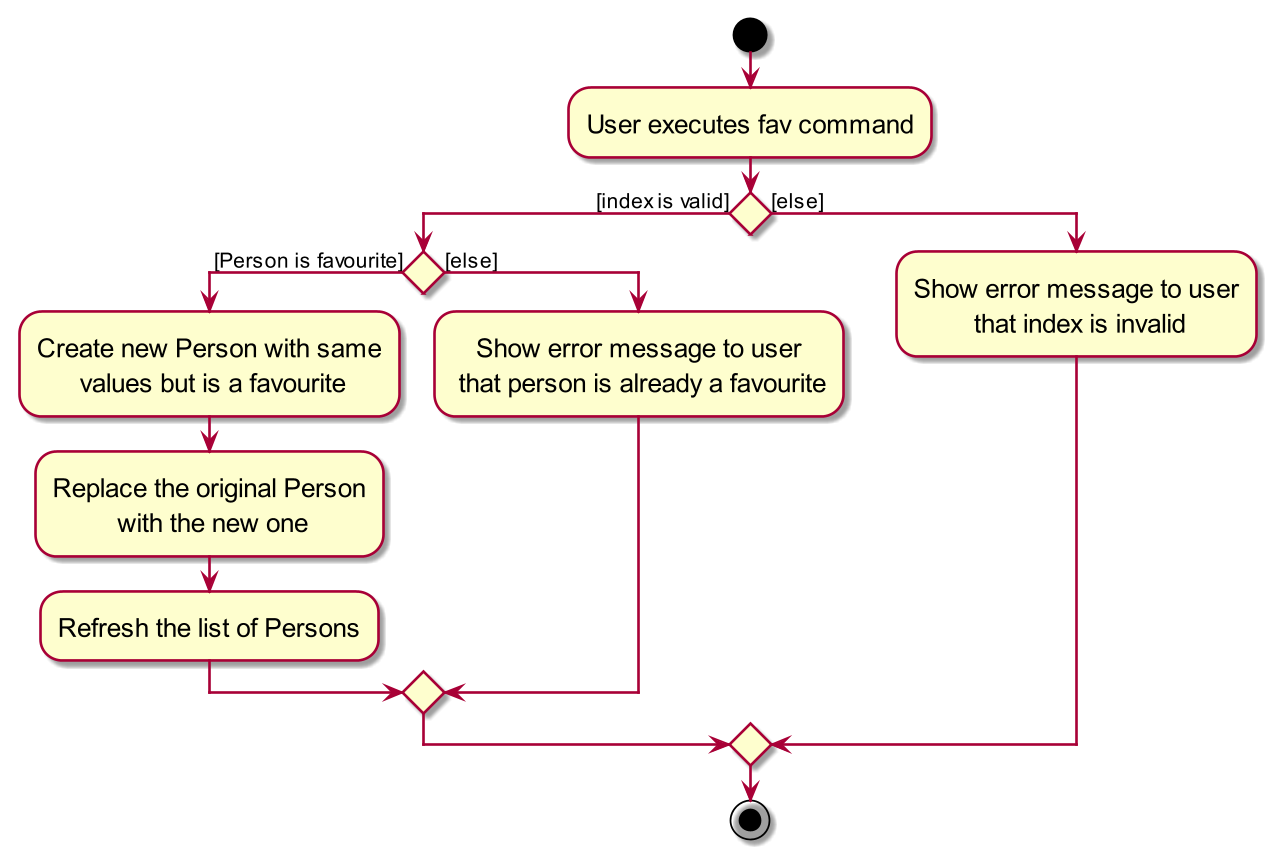 User executes fav command
[index is valid]
[else]
[Person is favourite]
[else]
Show error message to user
that index is invalid
Create new Person with same
values but is a favourite
Show error message to user
that person is already a favourite
Replace the original Person
with the new one
Refresh the list of Persons